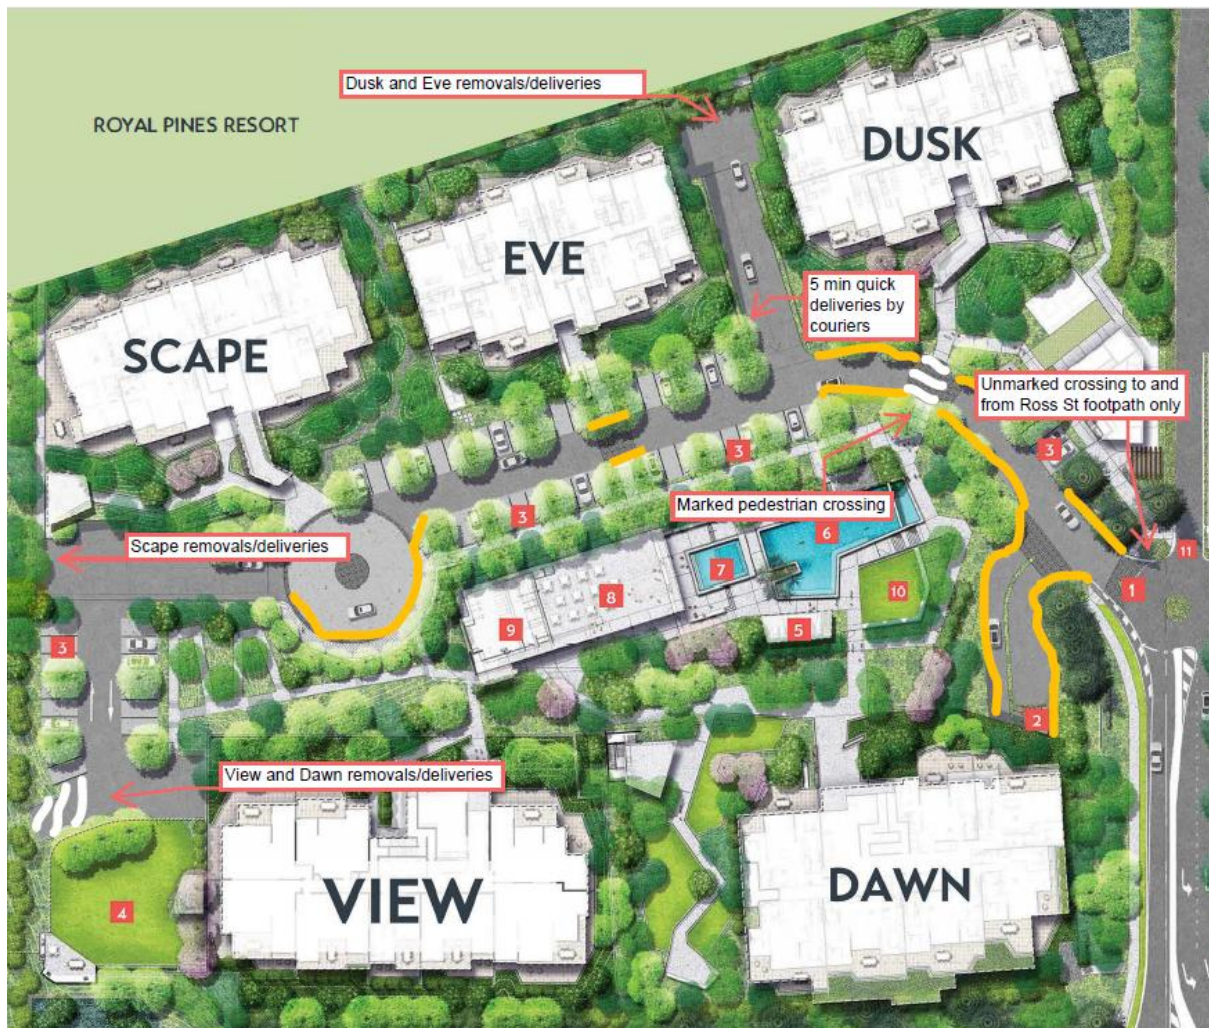 Dusk and Eve removals/deliveries
ROYAL PINES RESORT
DUSK
EVE
5 min quick
deliveries by
couriers
SCAPE
Unmarked crossing to and
from Ross St footpath only
3
3
Marked pedestrian crossing
3
6
11
Scape removals/deliveries
7
1
10
8
9
5
3
2
View and Dawn removals/deliveries
VIEW
DAWN
4